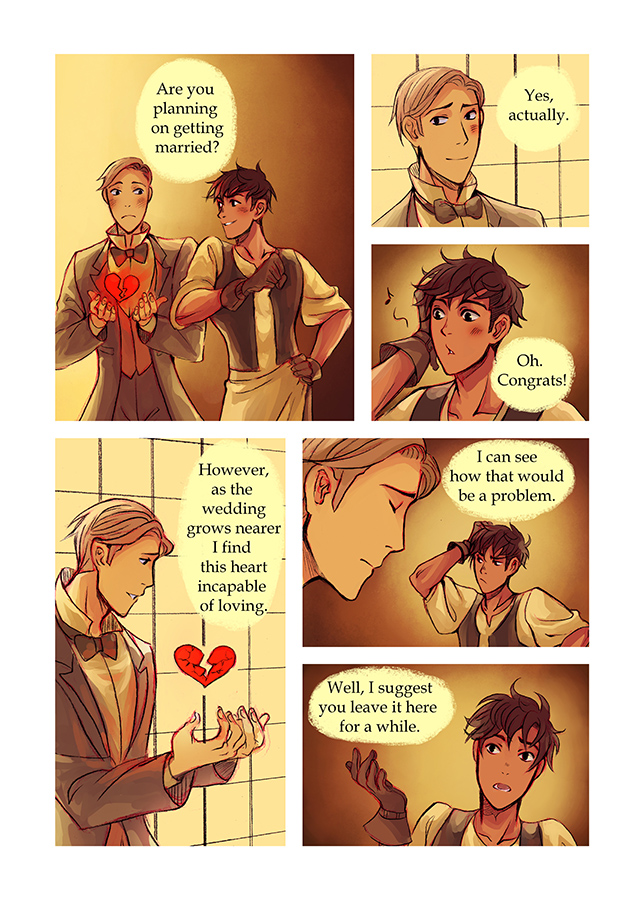 Are you
planning
on getting
married?
Yes,
actually.
Oh.
Congrats!
However,
as the
wedding
grows nearer
I find
this heart
incapable
of loving.
I can see
how that would
be a problem.
Well, I suggest
you leave it here
for a while.